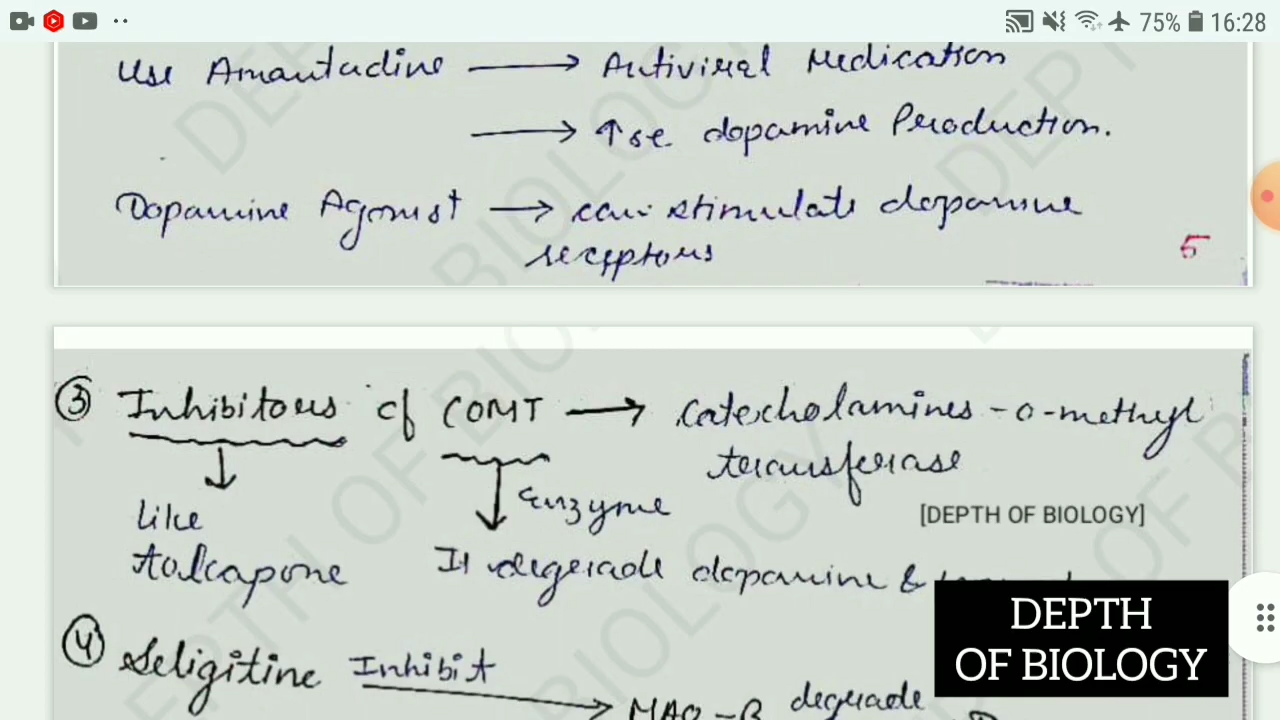 75% 16:28
Use Amantadine → Antiviral Medication
→ ↑se dopamine Production.
Dopamine Agonist → can stimulate dopamine
receptors
5
③ Inhibitors of COMT → Catecholamines-o-methyl
transferase
Enzyme
[DEPTH OF BIOLOGY]
like
talcapone
It degrade dopamine &
DEPTH
OF BIOLOGY
④ Seligitine Inhibit
MAO-B degrade